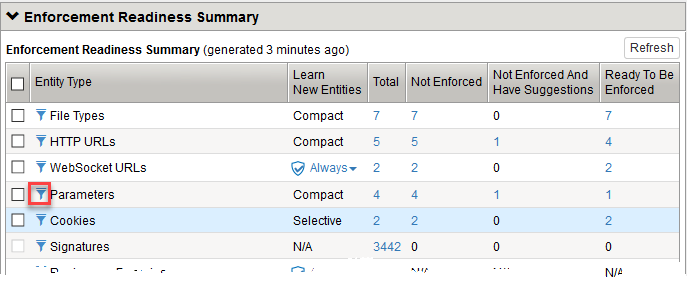 Enforcement Readiness Summary
Enforcement Readiness Summary (generated 3 minutes ago) Refresh
Entity Type Learn New Entities Total Not Enforced Not Enforced And Have Suggestions Ready To Be Enforced
File Types Compact 7 7 0 7
HTTP URLs Compact 5 5 1 4
WebSocket URLs Always 2 2 0 2
Parameters Compact 4 4 1 1
Cookies Selective 2 2 0 2
Signatures N/A 3442 0 0 0